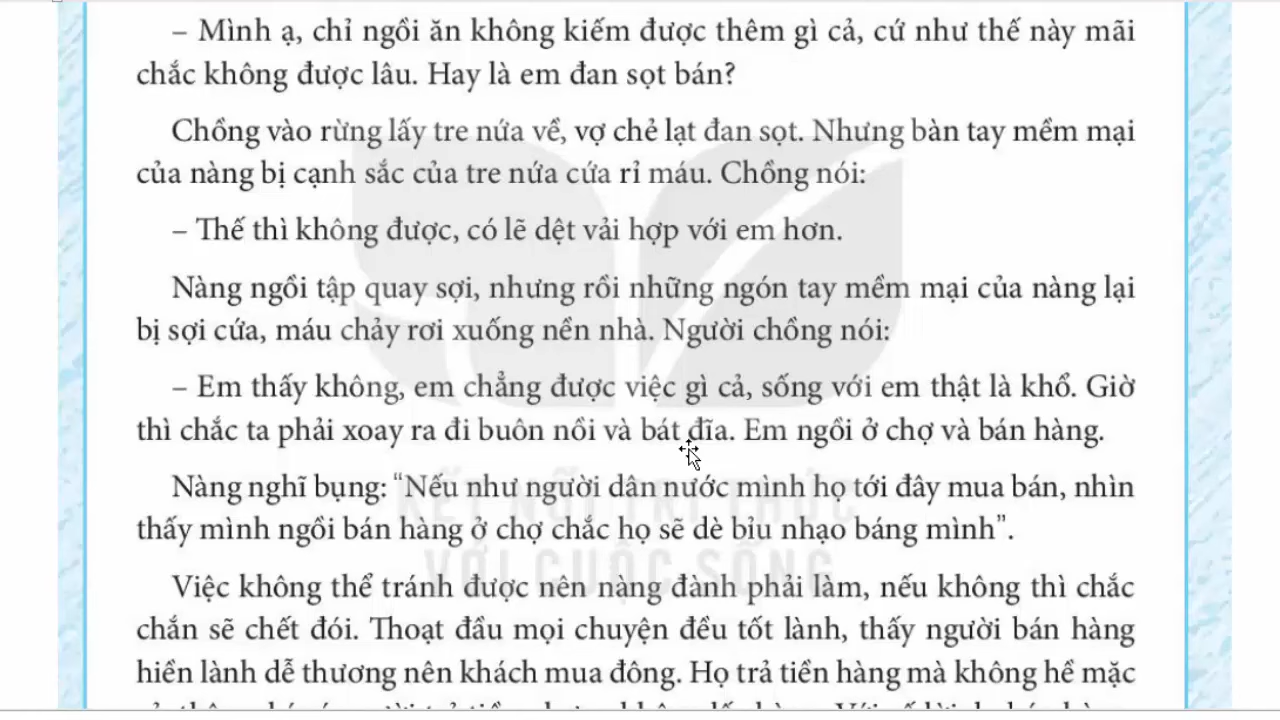 – Mình ạ, chỉ ngồi ăn không kiếm được thêm gì cả, cứ như thế này mãi
chắc không được lâu. Hay là em đan sọt bán?
Chồng vào rừng lấy tre nứa về, vợ chẻ lạt đan sọt. Nhưng bàn tay mềm mại
của nàng bị cạnh sắc của tre nứa cứa rỉ máu. Chồng nói:
– Thế thì không được, có lẽ dệt vải hợp với em hơn.
Nàng ngồi tập quay sợi, nhưng rồi những ngón tay mềm mại của nàng lại
bị sợi cứa, máu chảy rơi xuống nền nhà. Người chồng nói:
– Em thấy không, em chẳng được việc gì cả, sống với em thật là khổ. Giờ
thì chắc ta phải xoay ra đi buôn nồi và bát đĩa. Em ngồi ở chợ và bán hàng.
Nàng nghĩ bụng: “Nếu như người dân nước mình họ tới đây mua bán, nhìn
thấy mình ngồi bán hàng ở chợ chắc họ sẽ dè bỉu nhạo báng mình”.
KẾT NỐI TRI THỨC
VỚI CUỘC SỐNG
Việc không thể tránh được nên nàng đành phải làm, nếu không thì chắc
chắn sẽ chết đói. Thoạt đầu mọi chuyện đều tốt lành, thấy người bán hàng
hiền lành dễ thương nên khách mua đông. Họ trả tiền hàng mà không hề mặc